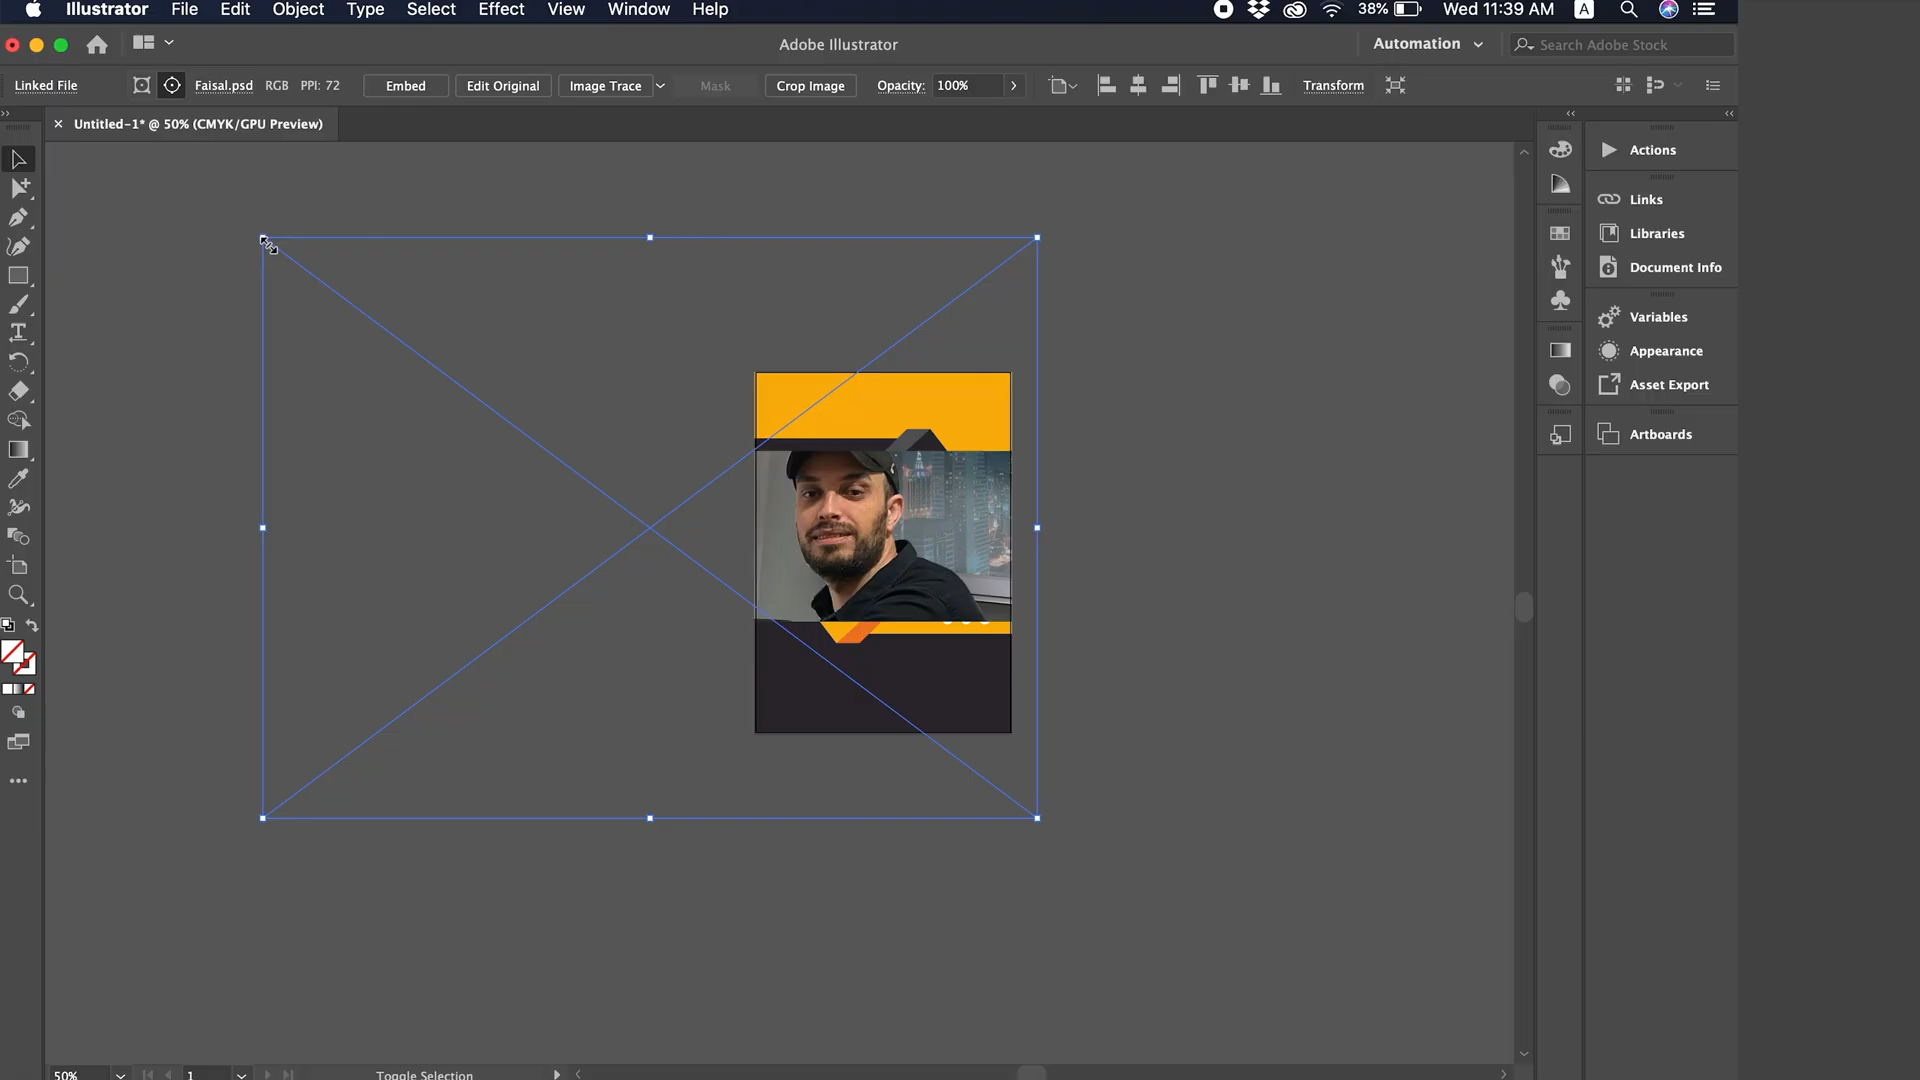 Illustrator File Edit Object Type Select Effect View Window Help 38% Wed 11:39 AM A
Adobe Illustrator Automation Search Adobe Stock
Linked File Faisal.psd RGB PPI: 72 Embed Edit Original Image Trace Mask Crop Image Opacity: 100% Transform
× Untitled-1* @ 50% (CMYK/GPU Preview)
Actions
Links
Libraries
Document Info
Variables
Appearance
Asset Export
Artboards
50% 1 Toggle Selection